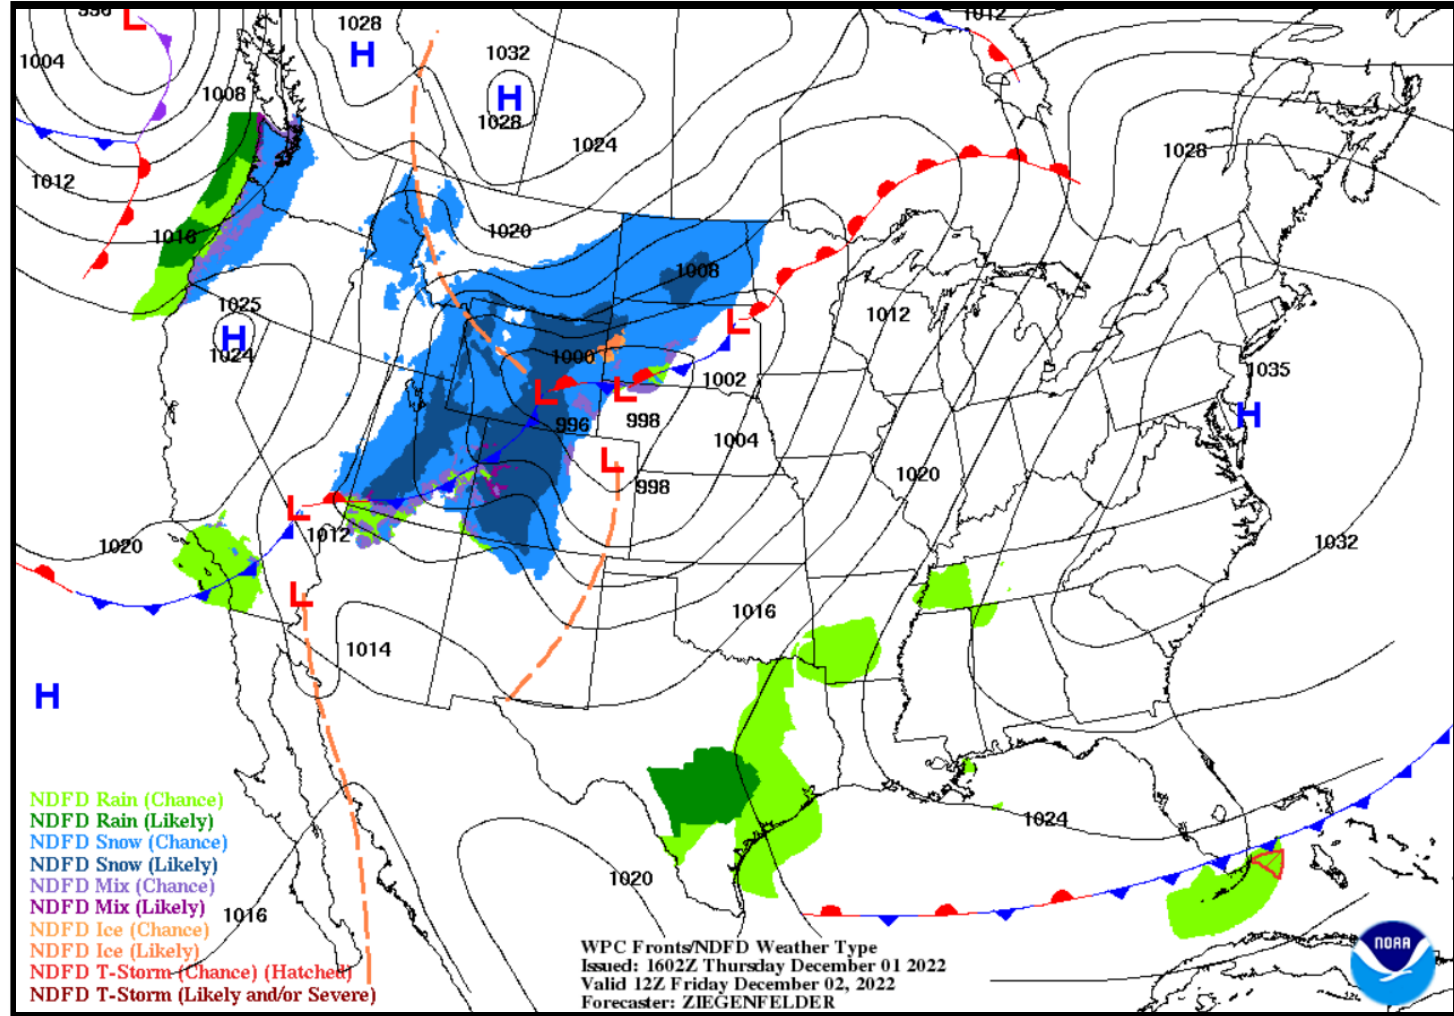 996
L
1028
H
1032
H
1028
1012
1004
1008
1024
1028
1012
1016
1020
1008
1025
H
1024
1012
L
1000
1002
1035
L
L
H
996
998
1004
L
998
1020
L
1012
1020
1032
L
1016
1014
H
1024
1020
1016
NDFD Rain (Chance)
NDFD Rain (Likely)
NDFD Snow (Chance)
NDFD Snow (Likely)
NDFD Mix (Chance)
NDFD Mix (Likely)
NDFD Ice (Chance)
NDFD Ice (Likely)
NDFD T-Storm (Chance) (Hatched)
NDFD T-Storm (Likely and/or Severe)
WPC Fronts/NDFD Weather Type
Issued: 1602Z Thursday December 01 2022
Valid 12Z Friday December 02, 2022
Forecaster: ZIEGENFELDER
NOAA